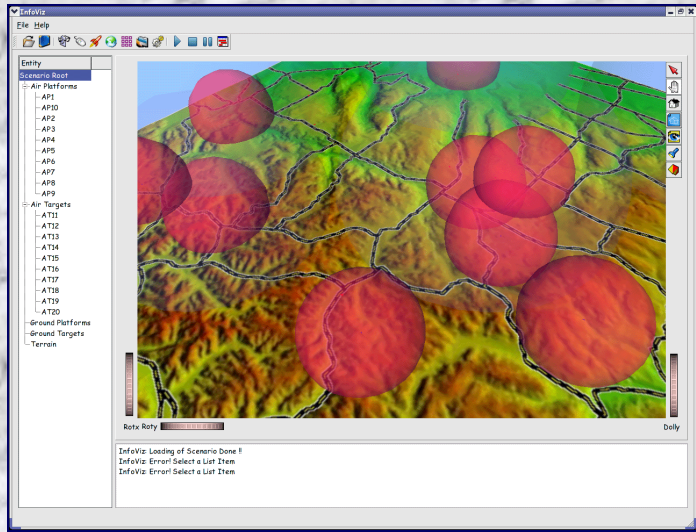 InfoViz
File Help
Entity
Scenario Root
Air Platforms
AP1
AP10
AP2
AP3
AP4
AP5
AP6
AP7
AP8
AP9
Air Targets
AT11
AT12
AT13
AT14
AT15
AT16
AT17
AT18
AT19
AT20
Ground Platforms
Ground Targets
Terrain
Rotx Roty
Dolly
InfoViz: Loading of Scenario Done !!
InfoViz: Error! Select a List Item
InfoViz: Error! Select a List Item